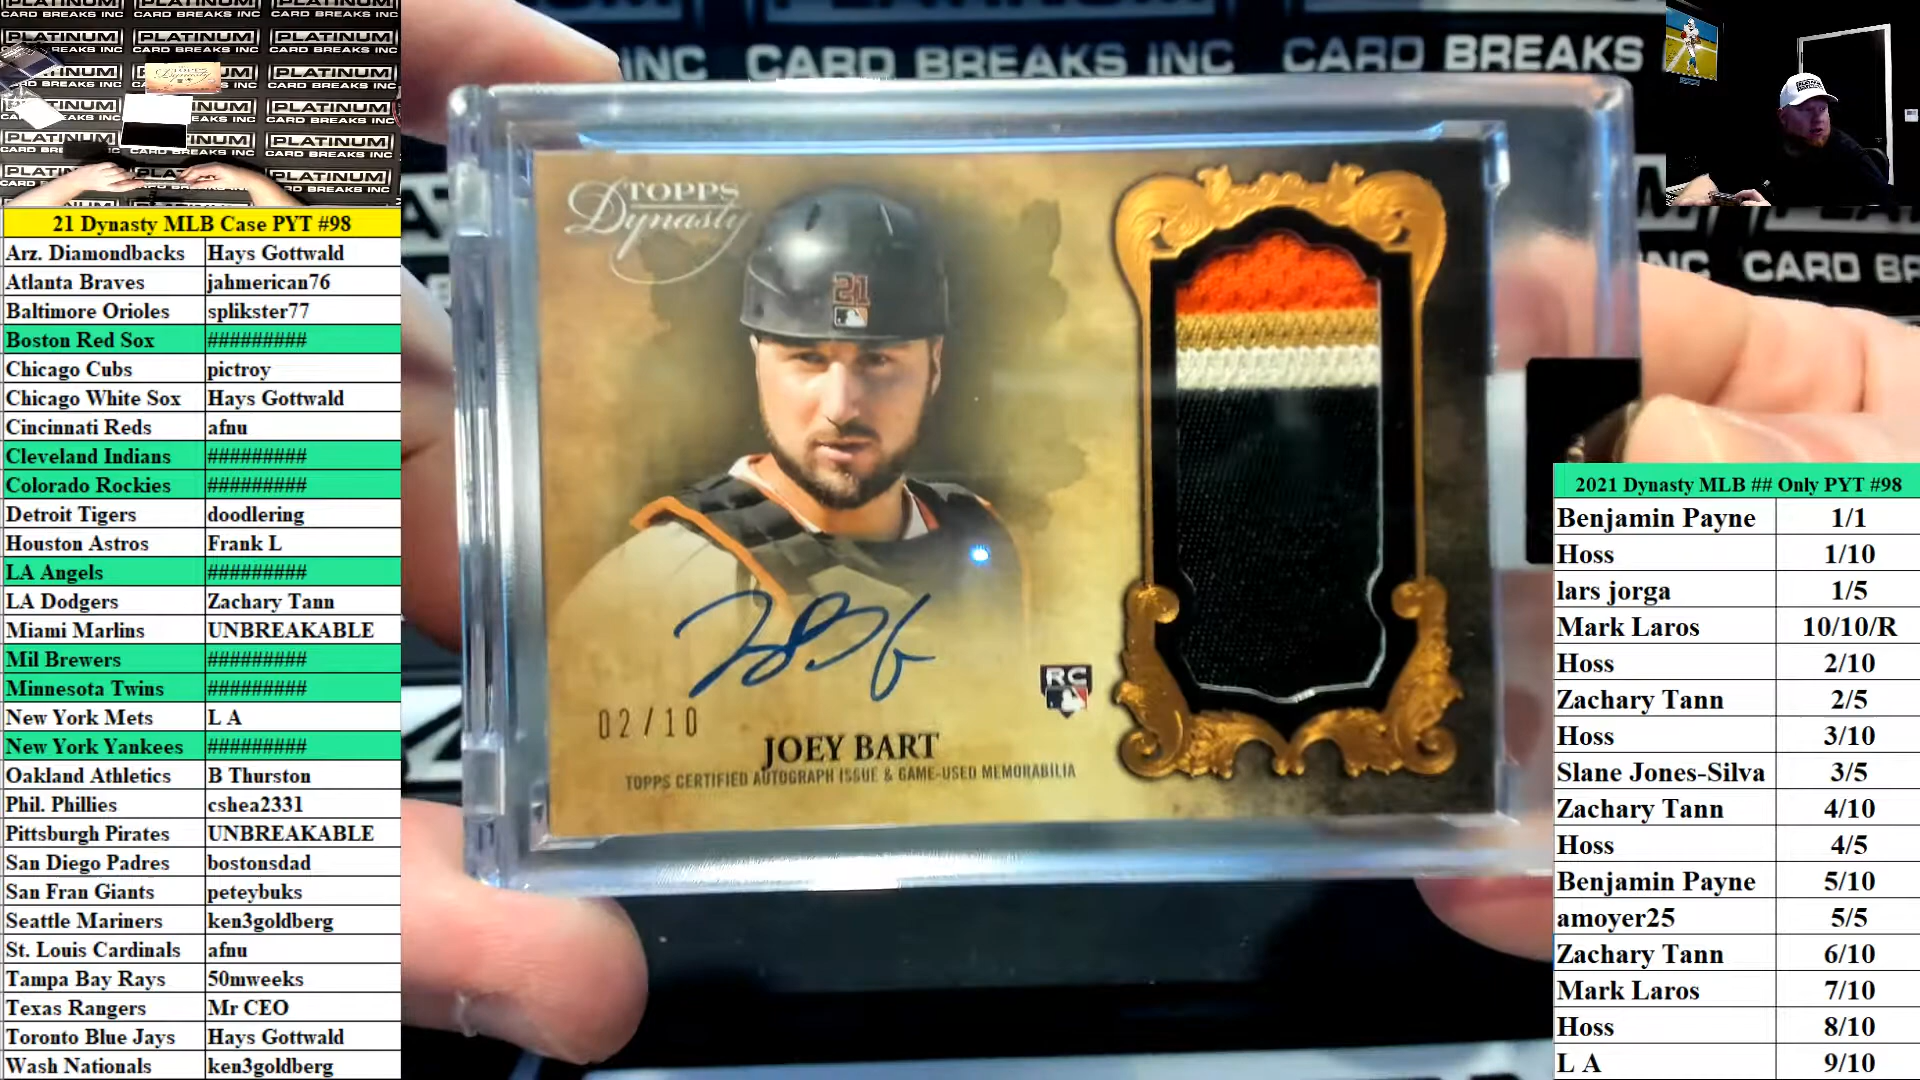 PLATINUM
CARD BREAKS INC
CARD BREAKS INC
CARD BREAKS INC
CARD BREAKS
21 Dynasty MLB Case PYT #98
Arz. Diamondbacks Hays Gottwald
Atlanta Braves jahmerican76
Baltimore Orioles splikster77
Boston Red Sox #########
Chicago Cubs pictroy
Chicago White Sox Hays Gottwald
Cincinnati Reds afnu
Cleveland Indians #########
Colorado Rockies #########
Detroit Tigers doodlering
Houston Astros Frank L
LA Angels #########
LA Dodgers Zachary Tann
Miami Marlins UNBREAKABLE
Mil Brewers #########
Minnesota Twins #########
New York Mets L A
New York Yankees #########
Oakland Athletics B Thurston
Phil. Phillies cshea2331
Pittsburgh Pirates UNBREAKABLE
San Diego Padres bostonsdad
San Fran Giants peteybuks
Seattle Mariners ken3goldberg
St. Louis Cardinals afnu
Tampa Bay Rays 50mweeks
Texas Rangers Mr CEO
Toronto Blue Jays Hays Gottwald
Wash Nationals ken3goldberg
TOPPS
Dynasty
21
RC
02/10
JOEY BART
TOPPS CERTIFIED AUTOGRAPH ISSUE & GAME-USED MEMORABILIA
2021 Dynasty MLB ## Only PYT #98
Benjamin Payne 1/1
Hoss 1/10
lars jorga 1/5
Mark Laros 10/10/R
Hoss 2/10
Zachary Tann 2/5
Hoss 3/10
Slane Jones-Silva 3/5
Zachary Tann 4/10
Hoss 4/5
Benjamin Payne 5/10
amoyer25 5/5
Zachary Tann 6/10
Mark Laros 7/10
Hoss 8/10
L A 9/10